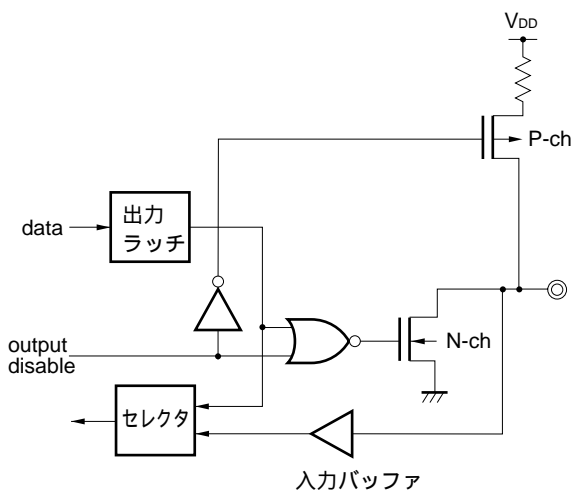 VDD
P-ch
data
出力
ラッチ
output
disable
N-ch
セレクタ
入力バッファ